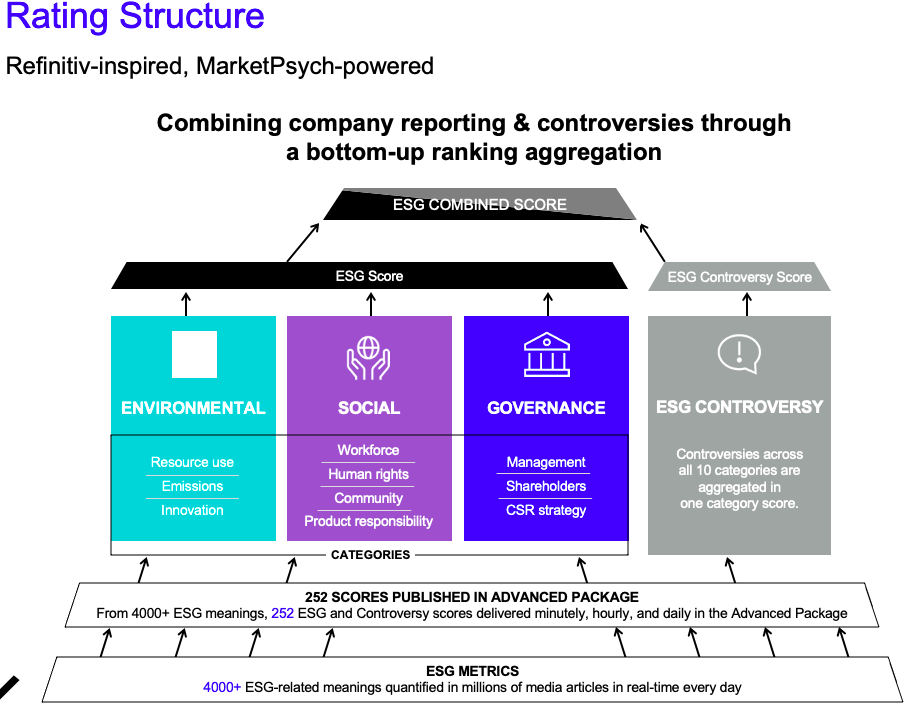 Rating Structure
Refinitiv-inspired, MarketPsych-powered
Combining company reporting & controversies through
a bottom-up ranking aggregation
ESG COMBINED SCORE
ESG Score
ESG Controversy Score
ENVIRONMENTAL
Resource use
Emissions
Innovation
SOCIAL
Workforce
Human rights
Community
Product responsibility
GOVERNANCE
Management
Shareholders
CSR strategy
ESG CONTROVERSY
Controversies across
all 10 categories are
aggregated in
one category score.
CATEGORIES
252 SCORES PUBLISHED IN ADVANCED PACKAGE
From 4000+ ESG meanings, 252 ESG and Controversy scores delivered minutely, hourly, and daily in the Advanced Package
ESG METRICS
4000+ ESG-related meanings quantified in millions of media articles in real-time every day